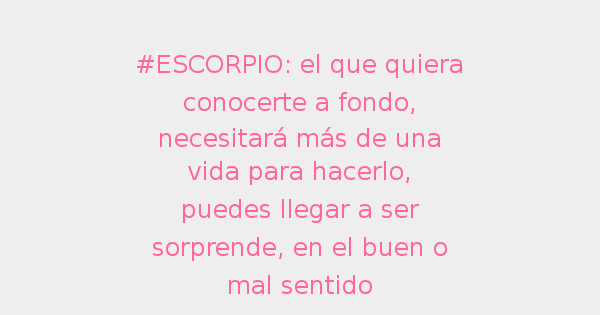 #ESCORPIO: el que quiera
conocerte a fondo,
necesitará más de una
vida para hacerlo,
puedes llegar a ser
sorprende, en el buen o
mal sentido